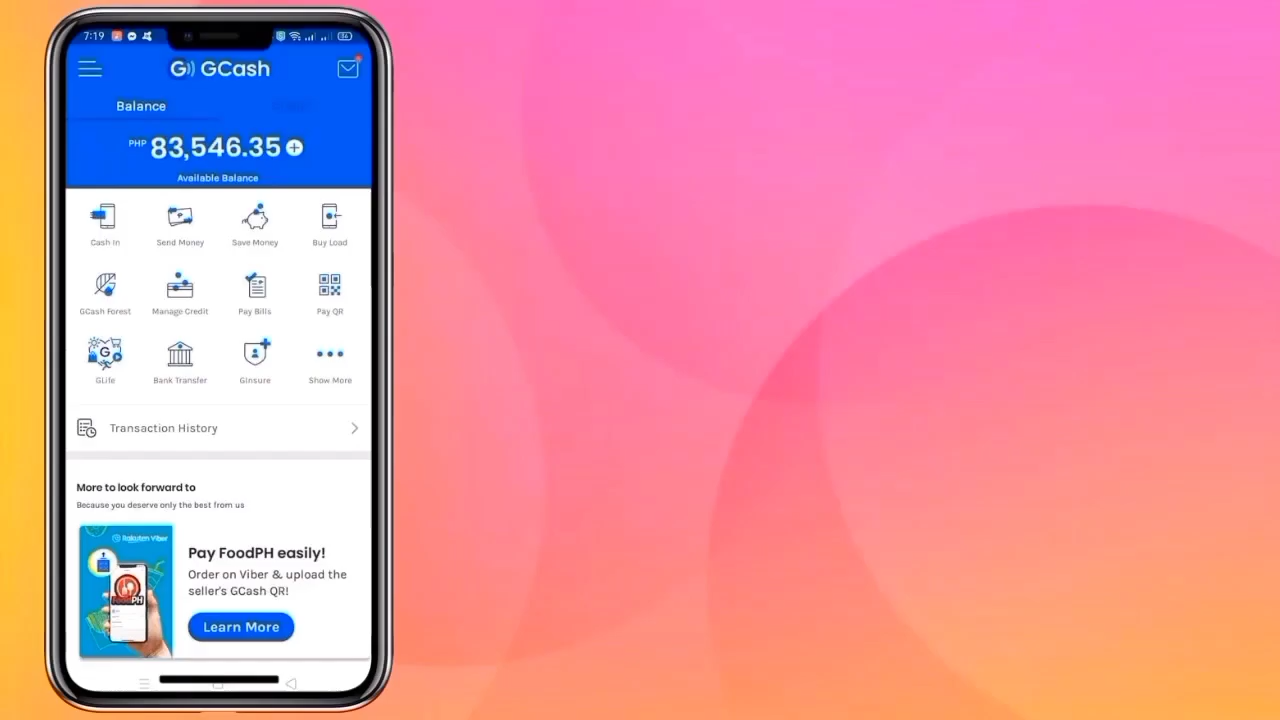 7:19
GCash
Balance
PHP 83,546.35
Available Balance
Cash In
Send Money
Save Money
Buy Load
GCash Forest
Manage Credit
Pay Bills
Pay QR
GLife
Bank Transfer
GInsure
Show More
Transaction History
More to look forward to
Because you deserve only the best from us
Rakuten Viber
FoodPH
Pay FoodPH easily!
Order on Viber & upload the
seller's GCash QR!
Learn More